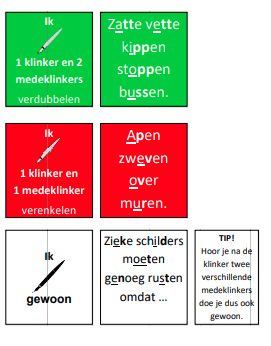 Ik
1 klinker en 2
medeklinkers
verdubbelen
Zatte vette
kippen
stoppen
bussen.
Ik
1 klinker en
1 medeklinker
verenkelen
Apen
zweven
over
muren.
Ik
gewoon
Zieke schilders
moeten
genoeg rusten
omdat ...
TIP!
Hoor je na de
klinker twee
verschillende
medeklinkers
doe je dus ook
gewoon.